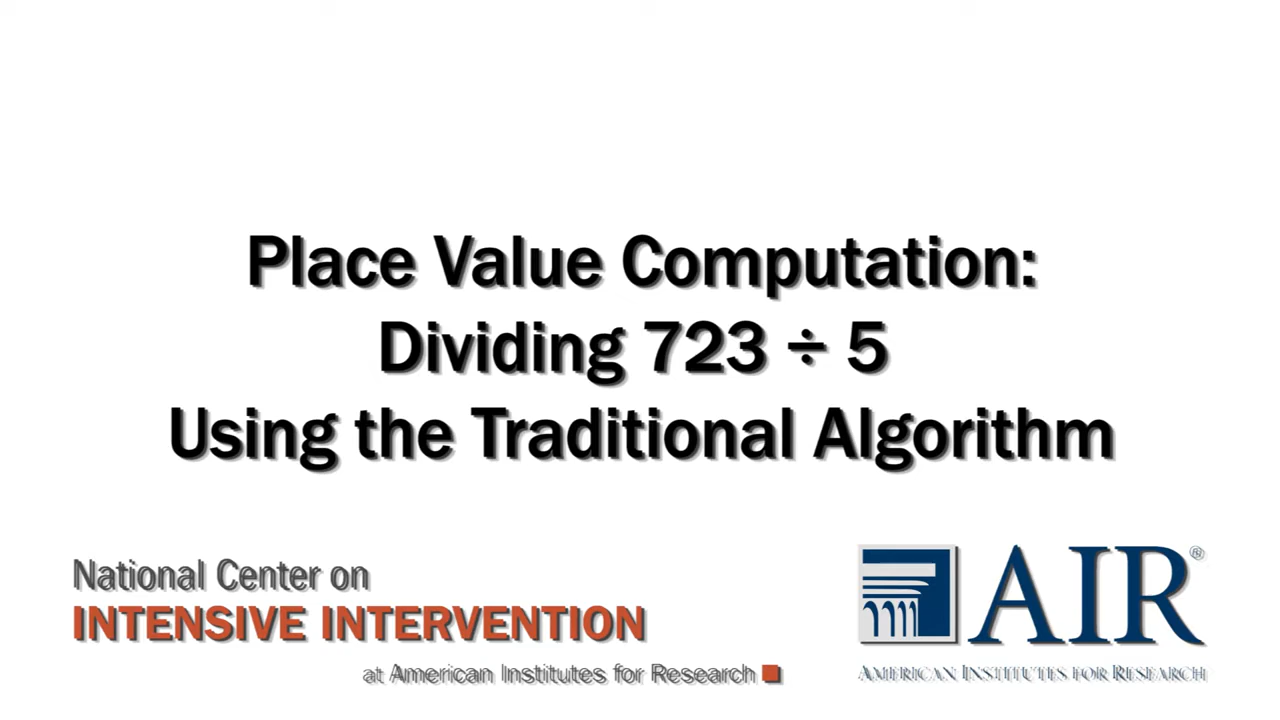 Place Value Computation:
Dividing 723 ÷ 5
Using the Traditional Algorithm
National Center on
INTENSIVE INTERVENTION
at American Institutes for Research
AIR®
AMERICAN INSTITUTES FOR RESEARCH